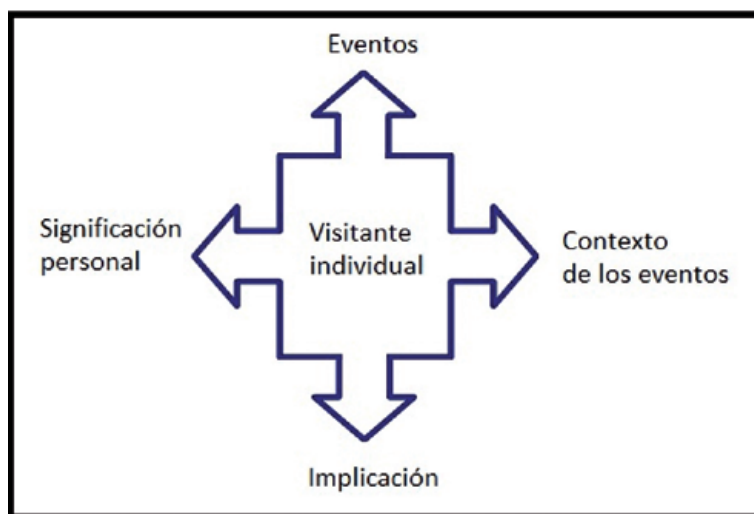 Eventos
Significación
personal
Visitante
individual
Contexto
de los eventos
Implicación